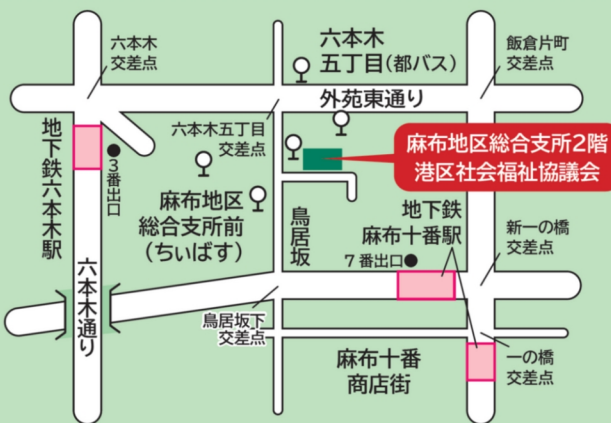 六本木
交差点
六本木
五丁目(都バス)
飯倉片町
交差点
外苑東通り
六本木五丁目
交差点
地下鉄六本木駅
3番出口
麻布地区総合支所2階
港区社会福祉協議会
麻布地区
総合支所前
(ちぃばす)
鳥居坂
地下鉄
麻布十番駅
7番出口
新一の橋
交差点
六本木通り
鳥居坂下
交差点
麻布十番
商店街
一の橋
交差点